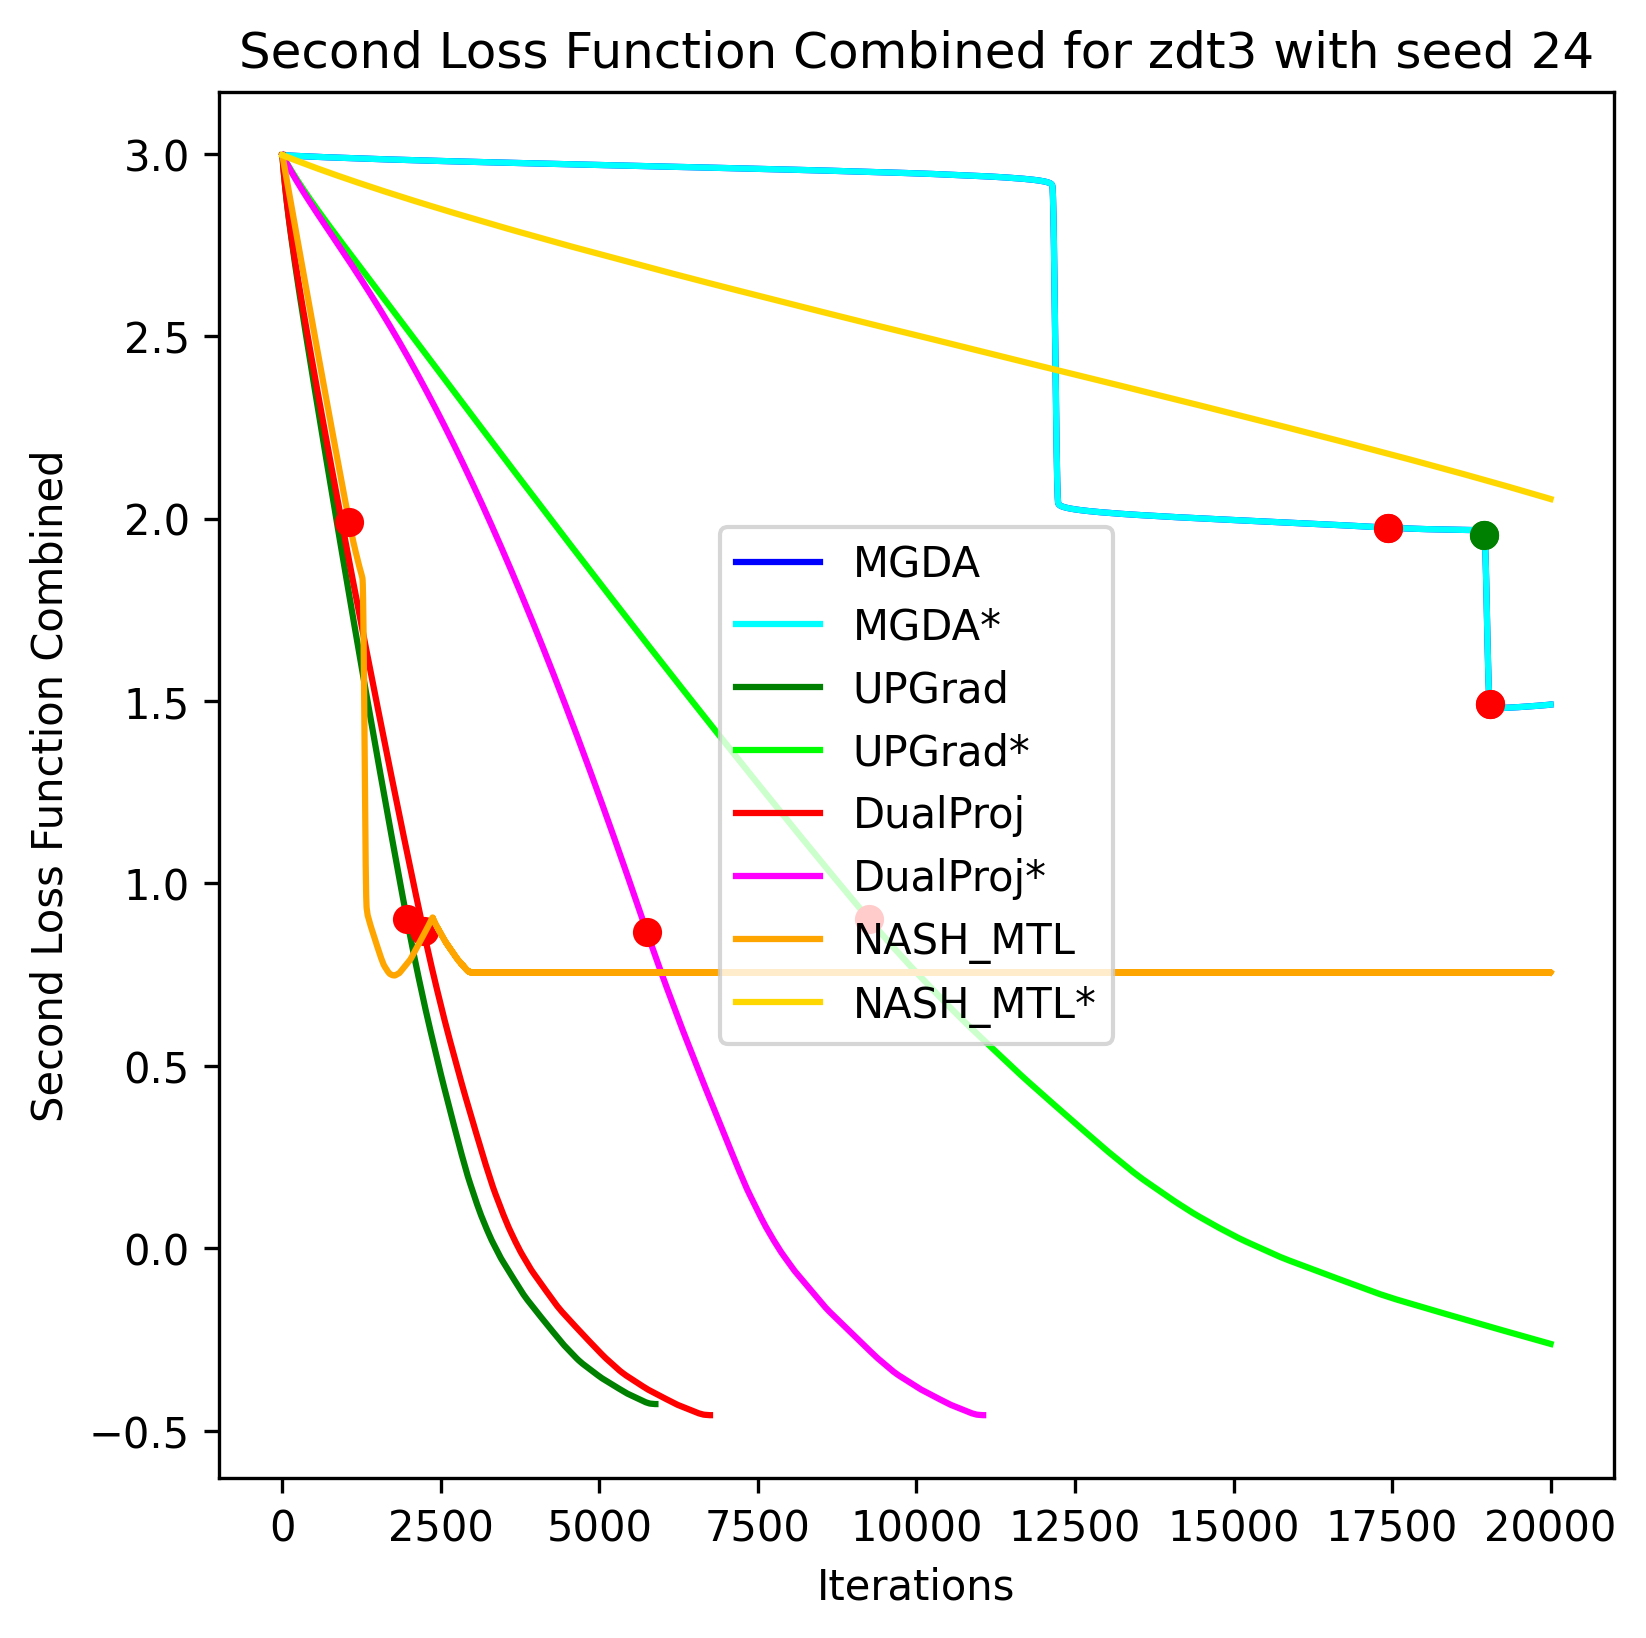 Second Loss Function Combined for zdt3 with seed 24
Second Loss Function Combined
3.0
2.5
2.0
1.5
1.0
0.5
0.0
−0.5
MGDA
MGDA*
UPGrad
UPGrad*
DualProj
DualProj*
NASH_MTL
NASH_MTL*
0 2500 5000 7500 10000 12500 15000 17500 20000
Iterations